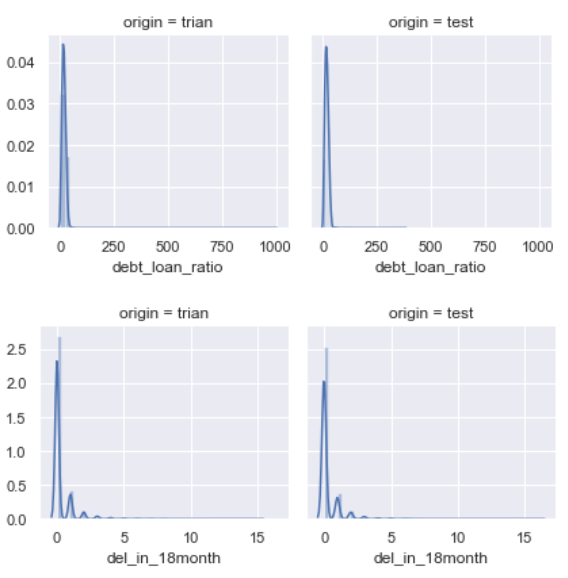 origin = trian
origin = test
0.04
0.03
0.02
0.01
0.00
0 250 500 750 1000
0 250 500 750 1000
debt_loan_ratio
debt_loan_ratio
origin = trian
origin = test
2.5
2.0
1.5
1.0
0.5
0.0
0 5 10 15
0 5 10 15
del_in_18month
del_in_18month